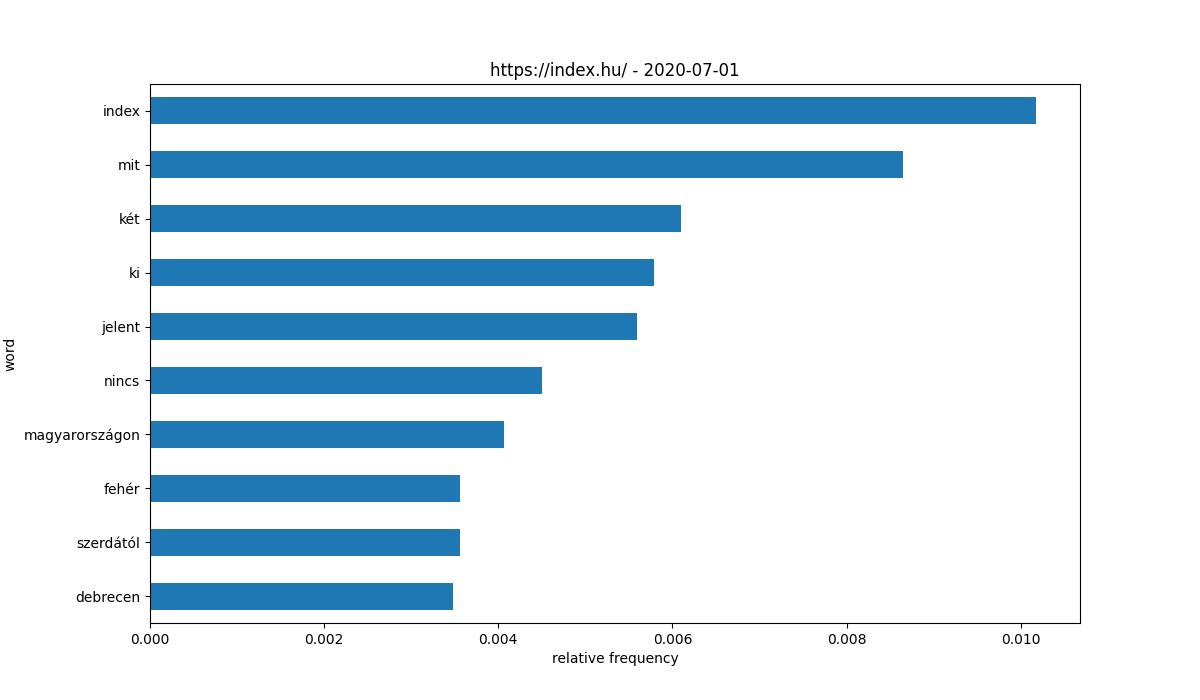 https://index.hu/ - 2020-07-01
index
mit
két
ki
jelent
nincs
magyarországon
fehér
szerdától
debrecen
word
0.000 0.002 0.004 0.006 0.008 0.010
relative frequency